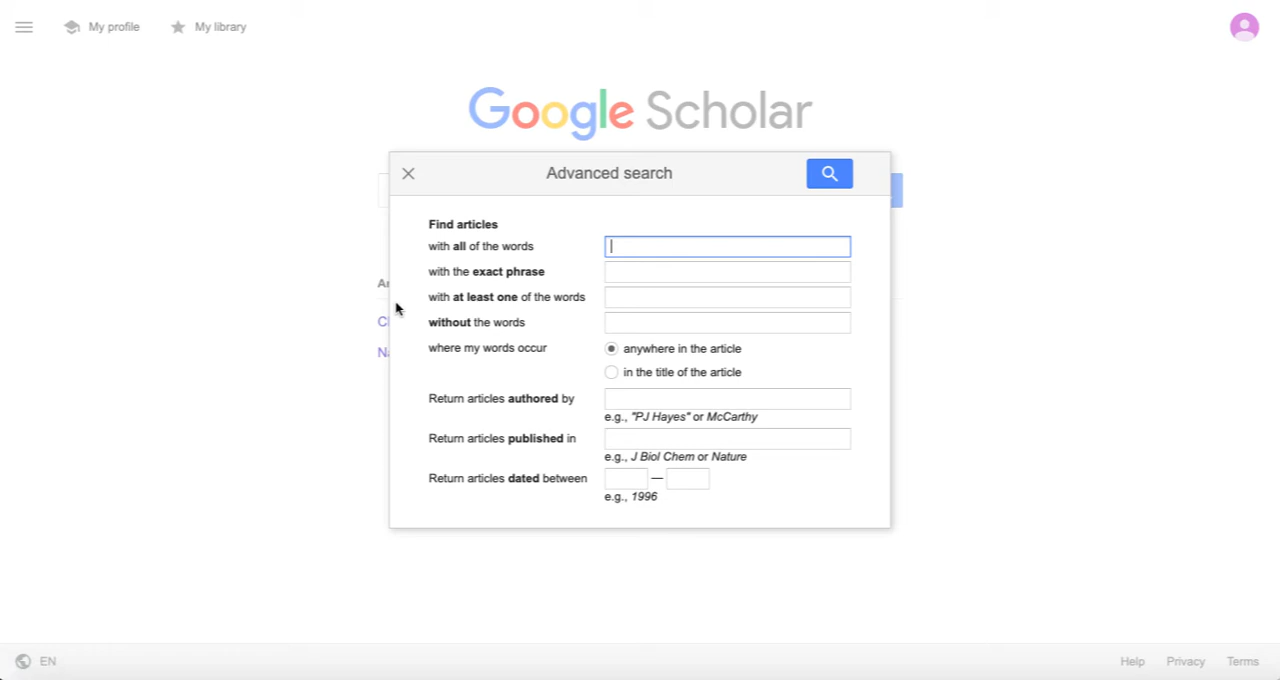 My profile My library
Google Scholar
Advanced search
Find articles
with all of the words
with the exact phrase
with at least one of the words
without the words
where my words occur
anywhere in the article
in the title of the article
Return articles authored by
e.g., "PJ Hayes" or McCarthy
Return articles published in
e.g., J Biol Chem or Nature
Return articles dated between
—
e.g., 1996
EN
Help Privacy Terms